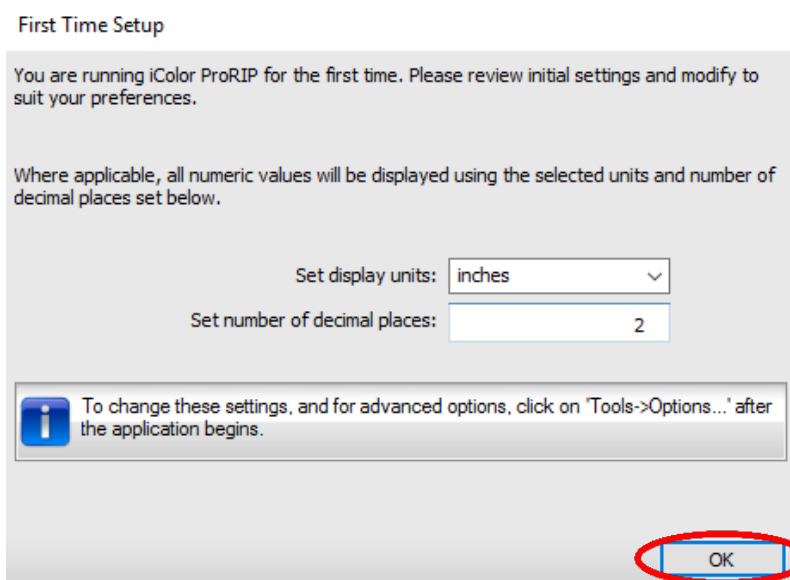 First Time Setup
You are running iColor ProRIP for the first time. Please review initial settings and modify to
suit your preferences.
Where applicable, all numeric values will be displayed using the selected units and number of
decimal places set below.
Set display units: inches
Set number of decimal places: 2
To change these settings, and for advanced options, click on 'Tools->Options...' after
the application begins.
OK